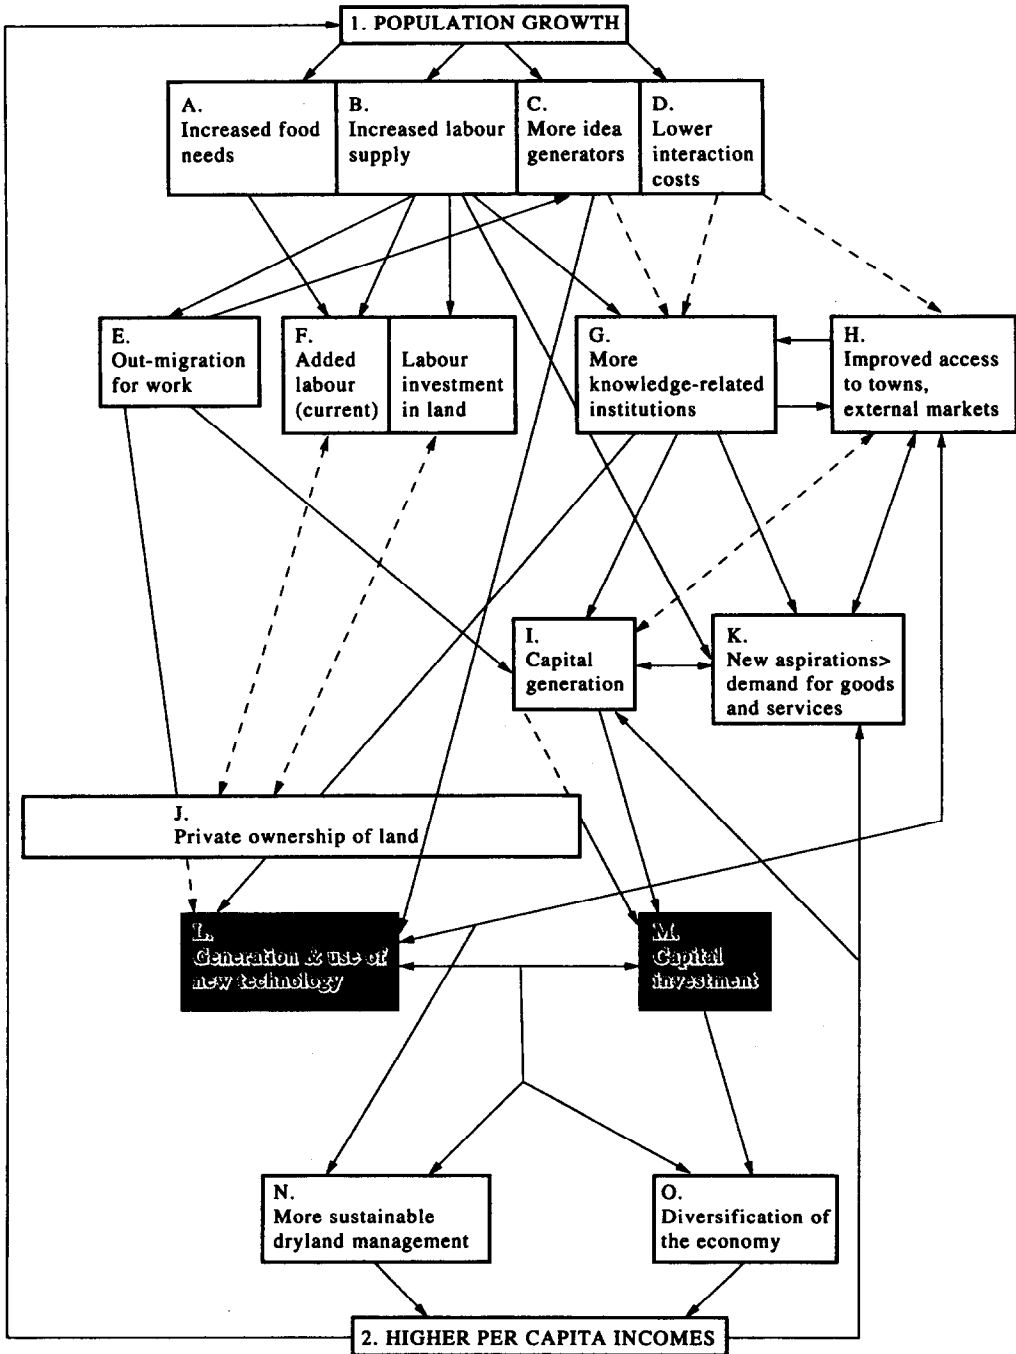 1. POPULATION GROWTH
A.
Increased food
needs
B.
Increased labour
supply
C.
More idea
generators
D.
Lower
interaction
costs
E.
Out-migration
for work
F.
Added
labour
(current)
Labour
investment
in land
G.
More
knowledge-related
institutions
H.
Improved access
to towns,
external markets
I.
Capital
generation
K.
New aspirations>
demand for goods
and services
J.
Private ownership of land
L.
Generation & use of
new technology
M.
Capital
investment
N.
More sustainable
dryland management
O.
Diversification of
the economy
2. HIGHER PER CAPITA INCOMES